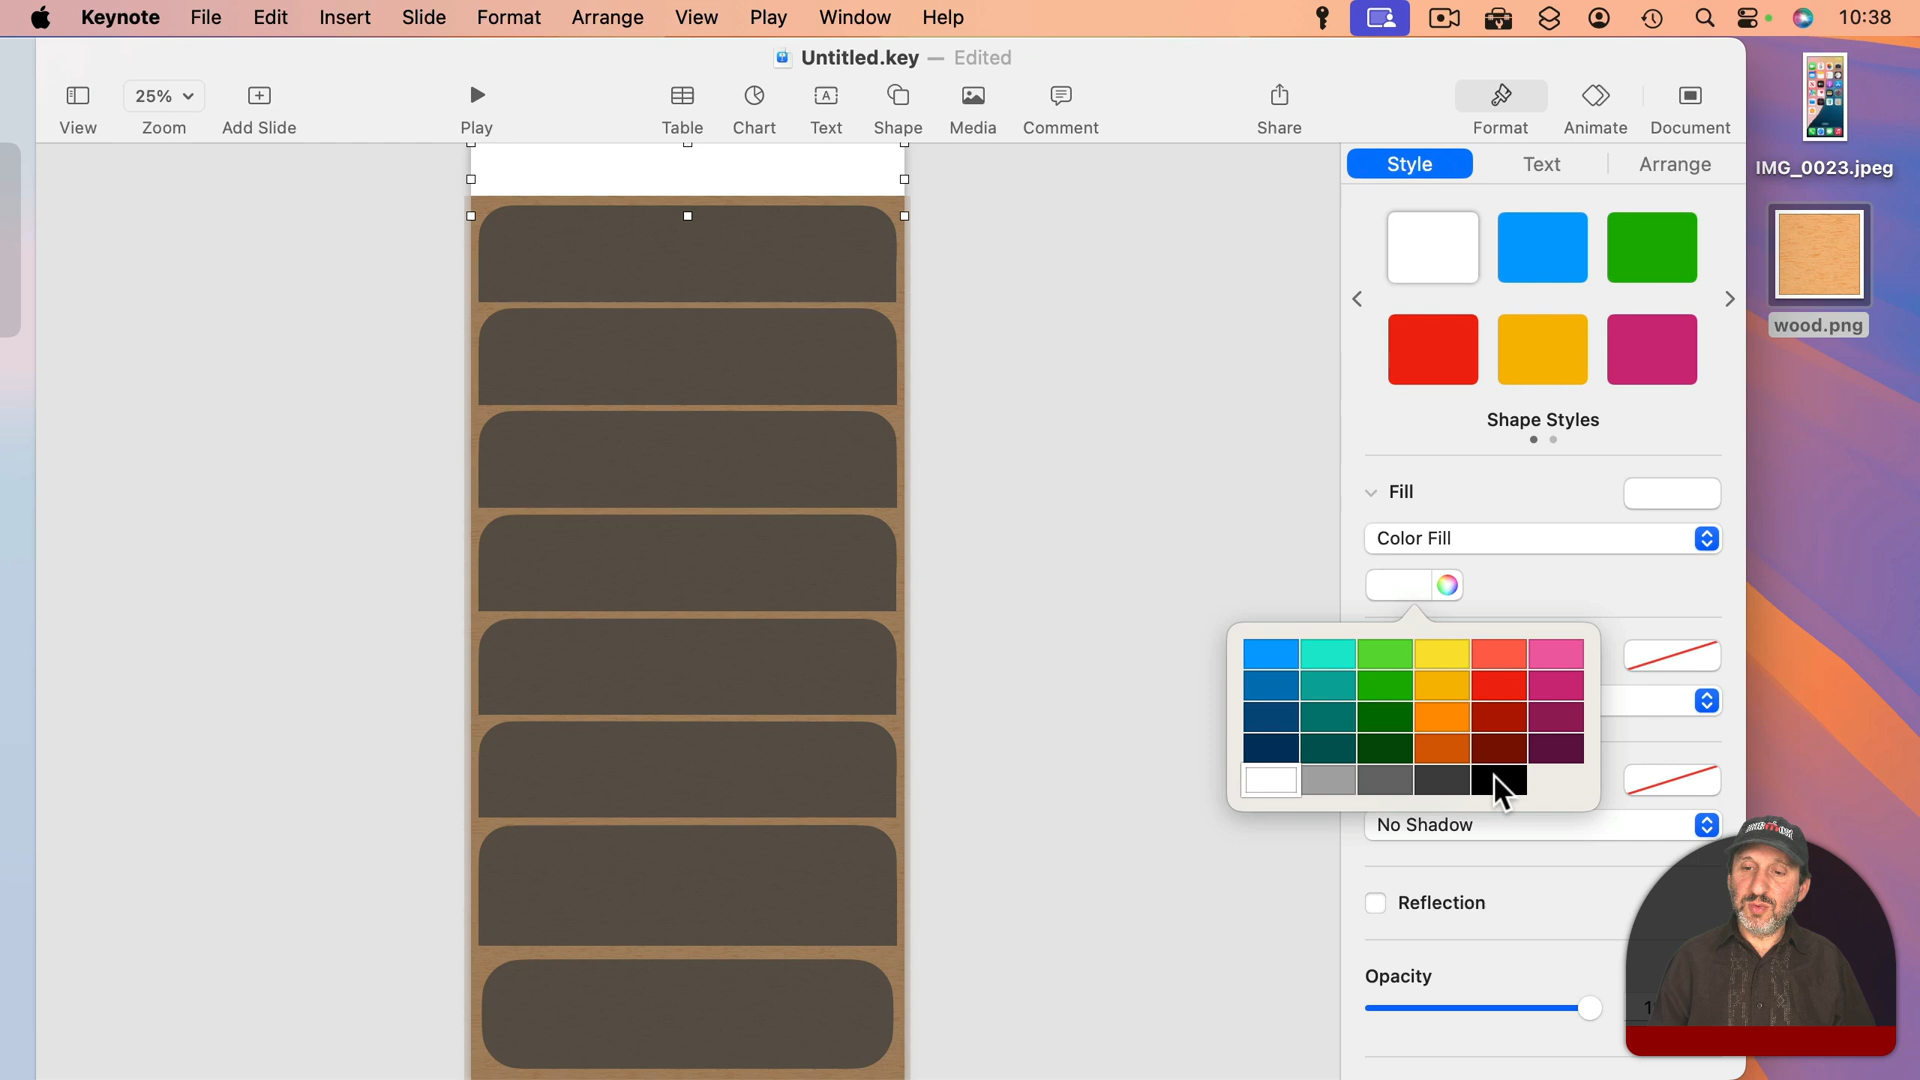 Keynote File Edit Insert Slide Format Arrange View Play Window Help 10:38
Untitled.key — Edited
25%
View Zoom Add Slide Play Table Chart Text Shape Media Comment Share Format Animate Document
IMG_0023.jpeg
wood.png
Style Text Arrange
Shape Styles
Fill
Color Fill
No Shadow
Reflection
Opacity